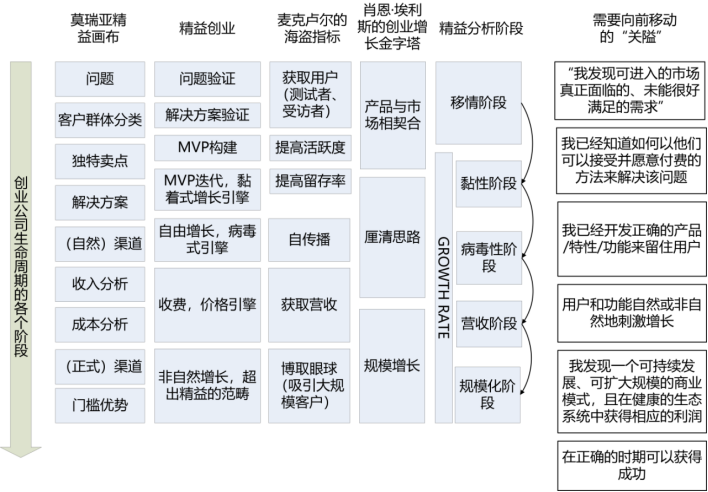 莫瑞亚精
益画布
精益创业
麦克卢尔的
海盗指标
肖恩·埃利
斯的创业增
长金字塔
精益分析阶段
需要向前移动
的“关隘”
创业公司生命周期的各个阶段
问题
客户群体分类
独特卖点
解决方案
（自然）渠道
收入分析
成本分析
（正式）渠道
门槛优势
问题验证
解决方案验证
MVP构建
MVP迭代，黏
着式增长引擎
自由增长，病毒
式引擎
收费，价格引擎
非自然增长，超
出精益的范畴
获取用户
（测试者、
受访者）
提高活跃度
提高留存率
自传播
获取营收
博取眼球
（吸引大规
模客户）
产品与市
场相契合
厘清思路
规模增长
移情阶段
GROWTH RATE
黏性阶段
病毒性阶
段
营收阶段
规模化阶
段
“我发现可进入的市场
真正面临的、未能很好
满足的需求”
我已经知道如何以他们
可以接受并愿意付费的
方法来解决该问题
我已经开发正确的产品
/特性/功能来留住用户
用户和功能自然或非自
然地刺激增长
我发现一个可持续发
展、可扩大规模的商业
模式，且在健康的生态
系统中获得相应的利润
在正确的时期可以获得
成功